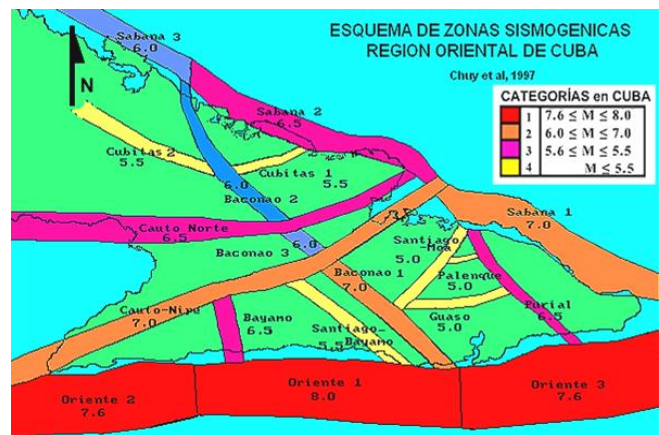 ESQUEMA DE ZONAS SISMOGENICAS
REGION ORIENTAL DE CUBA
Chuy et al, 1997
CATEGORÍAS en CUBA
1 7.6 ≤ M ≤ 8.0
2 6.0 ≤ M ≤ 7.0
3 5.6 ≤ M ≤ 5.5
4 M ≤ 5.5
N
Sabana 3
6.0
Sabana 2
6.5
Cubitas 2
5.5
Cubitas 1
5.5
6.0
Baconao 2
Sabana 1
7.0
Cauto Norte
6.5
6.0
Baconao 3
Santiago
-Moa
5.0
Baconao 1
7.0
Palenque
5.0
Cauto-Nipe
7.0
Bayamo
6.5
Santiago-
Bayamo
5.5
Guaso
5.0
Purial
6.5
Oriente 2
7.6
Oriente 1
8.0
Oriente 3
7.6